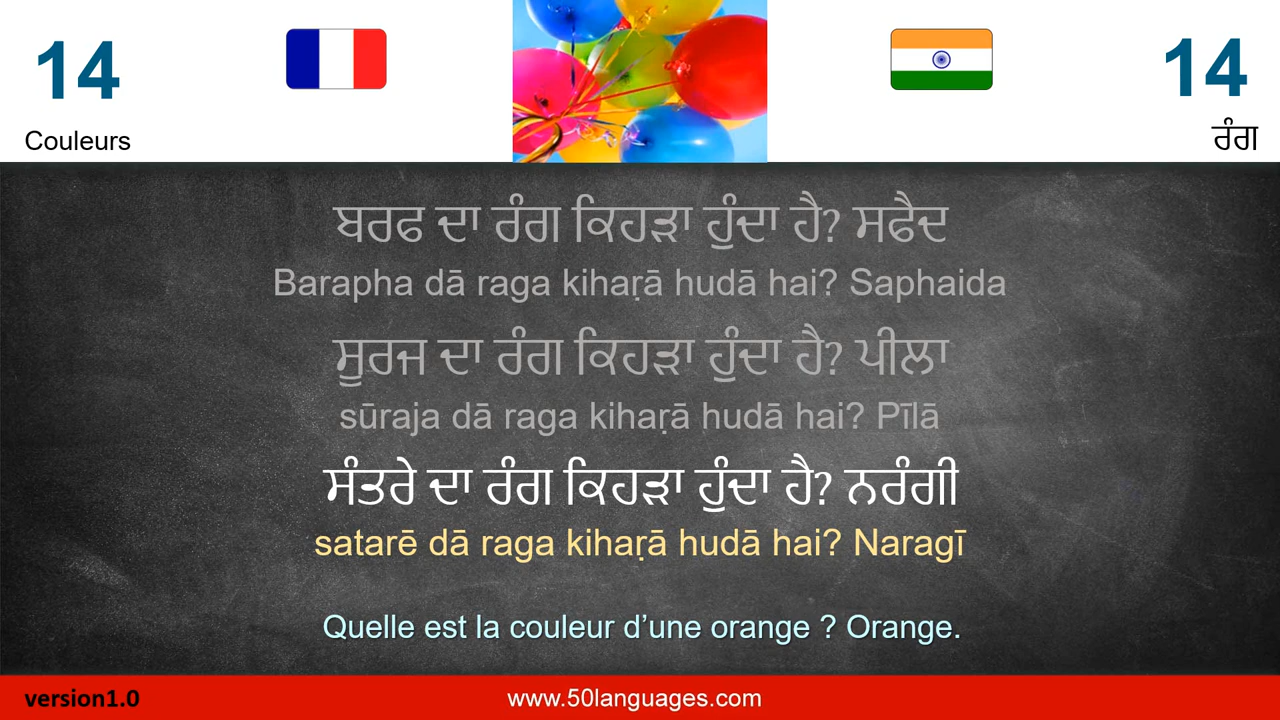 14
14
Couleurs
ਰੰਗ
ਬਰਫ ਦਾ ਰੰਗ ਕਿਹੜਾ ਹੁੰਦਾ ਹੈ? ਸਫੈਦ
Barapha dā raga kihaṛā hudā hai? Saphaida
ਸੂਰਜ ਦਾ ਰੰਗ ਕਿਹੜਾ ਹੁੰਦਾ ਹੈ? ਪੀਲਾ
sūraja dā raga kihaṛā hudā hai? Pīlā
ਸੰਤਰੇ ਦਾ ਰੰਗ ਕਿਹੜਾ ਹੁੰਦਾ ਹੈ? ਨਰੰਗੀ
satarē dā raga kihaṛā hudā hai? Naragī
Quelle est la couleur d’une orange ? Orange.
version1.0
www.50languages.com